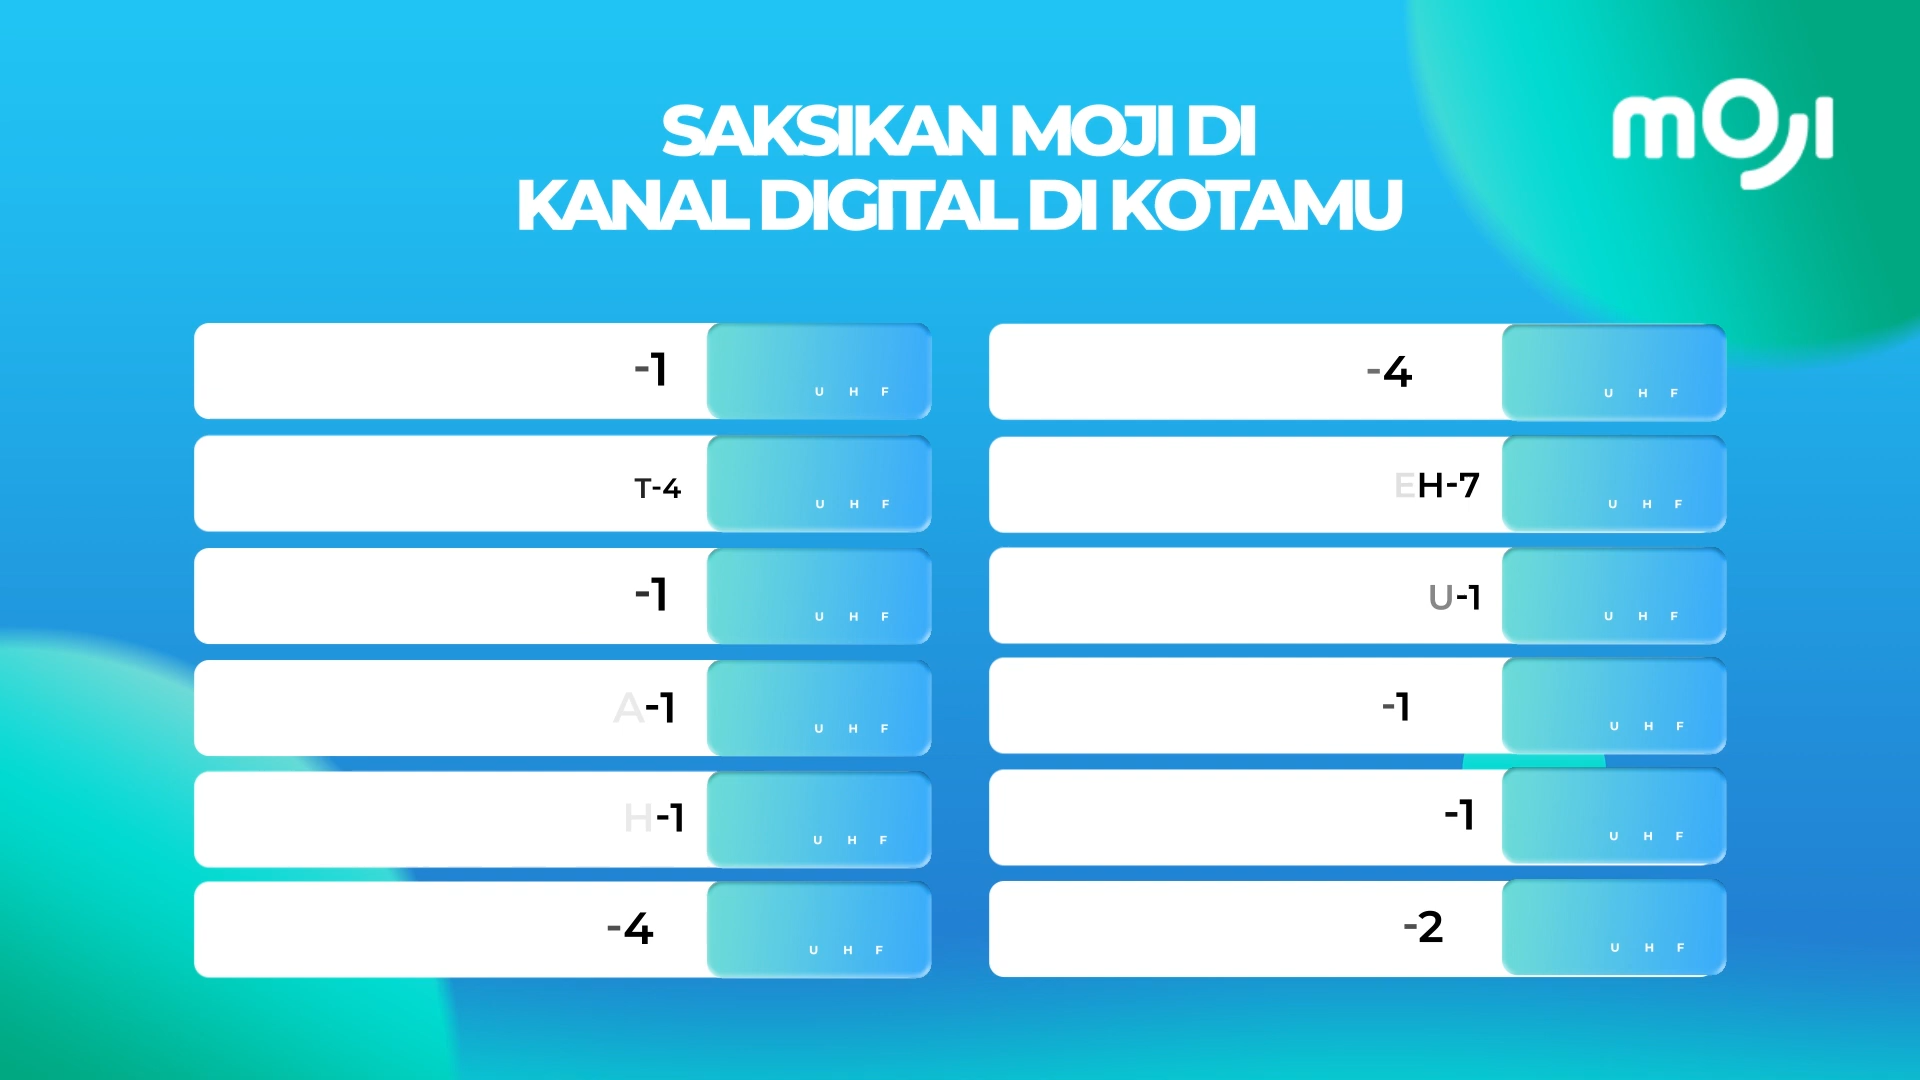 moji
SAKSIKAN MOJI DI
KANAL DIGITAL DI KOTAMU
-1
U H F
T-4
U H F
-1
U H F
A-1
U H F
H-1
U H F
-4
U H F
-4
U H F
EH-7
U H F
U-1
U H F
-1
U H F
-1
U H F
-2
U H F